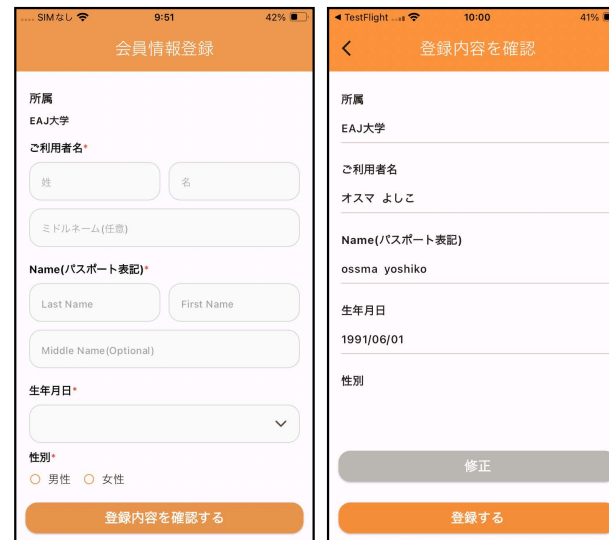 SIMなし 9:51 42%
会員情報登録
所属
EAJ大学
ご利用者名*
姓 名
ミドルネーム(任意)
Name(パスポート表記)*
Last Name First Name
Middle Name(Optional)
生年月日*
性別*
男性 女性
登録内容を確認する
TestFlight 10:00 41%
登録内容を確認
所属
EAJ大学
ご利用者名
オスマ よしこ
Name(パスポート表記)
ossma yoshiko
生年月日
1991/06/01
性別
修正
登録する